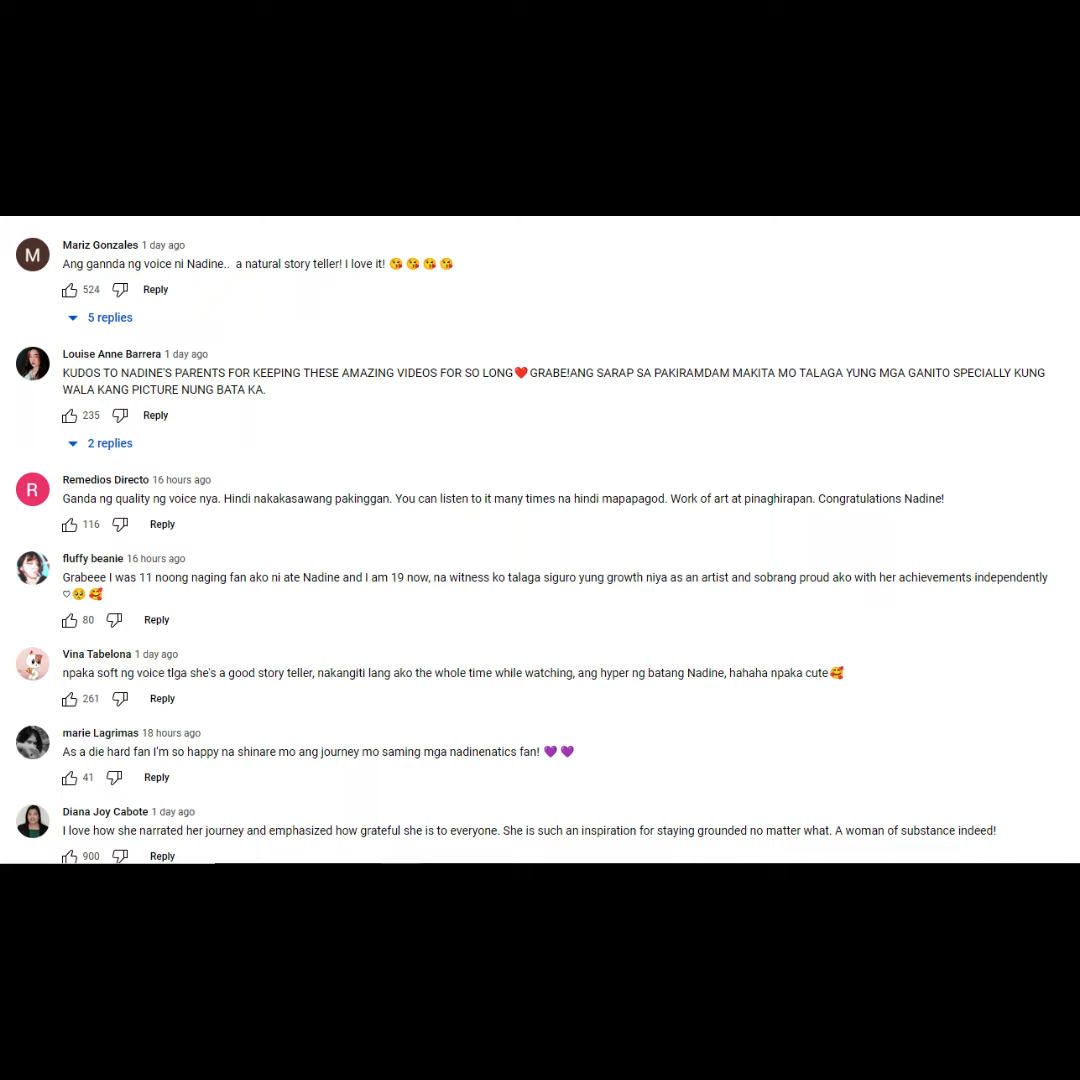 M
Mariz Gonzales 1 day ago
Ang gannda ng voice ni Nadine.. a natural story teller! I love it! 😘 😘 😘 😘
524 Reply
5 replies
Louise Anne Barrera 1 day ago
KUDOS TO NADINE'S PARENTS FOR KEEPING THESE AMAZING VIDEOS FOR SO LONG❤️GRABE!ANG SARAP SA PAKIRAMDAM MAKITA MO TALAGA YUNG MGA GANITO SPECIALLY KUNG
WALA KANG PICTURE NUNG BATA KA.
235 Reply
2 replies
R
Remedios Directo 16 hours ago
Ganda ng quality ng voice nya. Hindi nakakasawang pakinggan. You can listen to it many times na hindi mapapagod. Work of art at pinaghirapan. Congratulations Nadine!
116 Reply
fluffy beanie 16 hours ago
Grabeee I was 11 noong naging fan ako ni ate Nadine and I am 19 now, na witness ko talaga siguro yung growth niya as an artist and sobrang proud ako with her achievements independently
♡🥺 🥰
80 Reply
Vina Tabelona 1 day ago
npaka soft ng voice tlga she's a good story teller, nakangiti lang ako the whole time while watching, ang hyper ng batang Nadine, hahaha npaka cute🥰
261 Reply
marie Lagrimas 18 hours ago
As a die hard fan I'm so happy na shinare mo ang journey mo saming mga nadinenatics fan! 💜 💜
41 Reply
Diana Joy Cabote 1 day ago
I love how she narrated her journey and emphasized how grateful she is to everyone. She is such an inspiration for staying grounded no matter what. A woman of substance indeed!
900 Reply